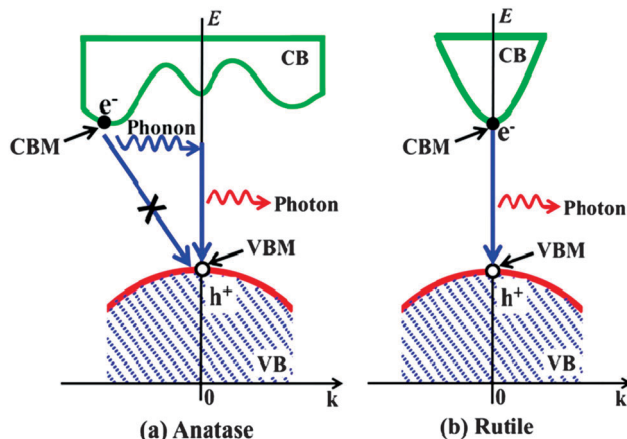 E
CB
e⁻
CBM
Phonon
Photon
VBM
h⁺
VB
0
k
(a) Anatase
E
CB
e⁻
CBM
Photon
VBM
h⁺
VB
0
k
(b) Rutile